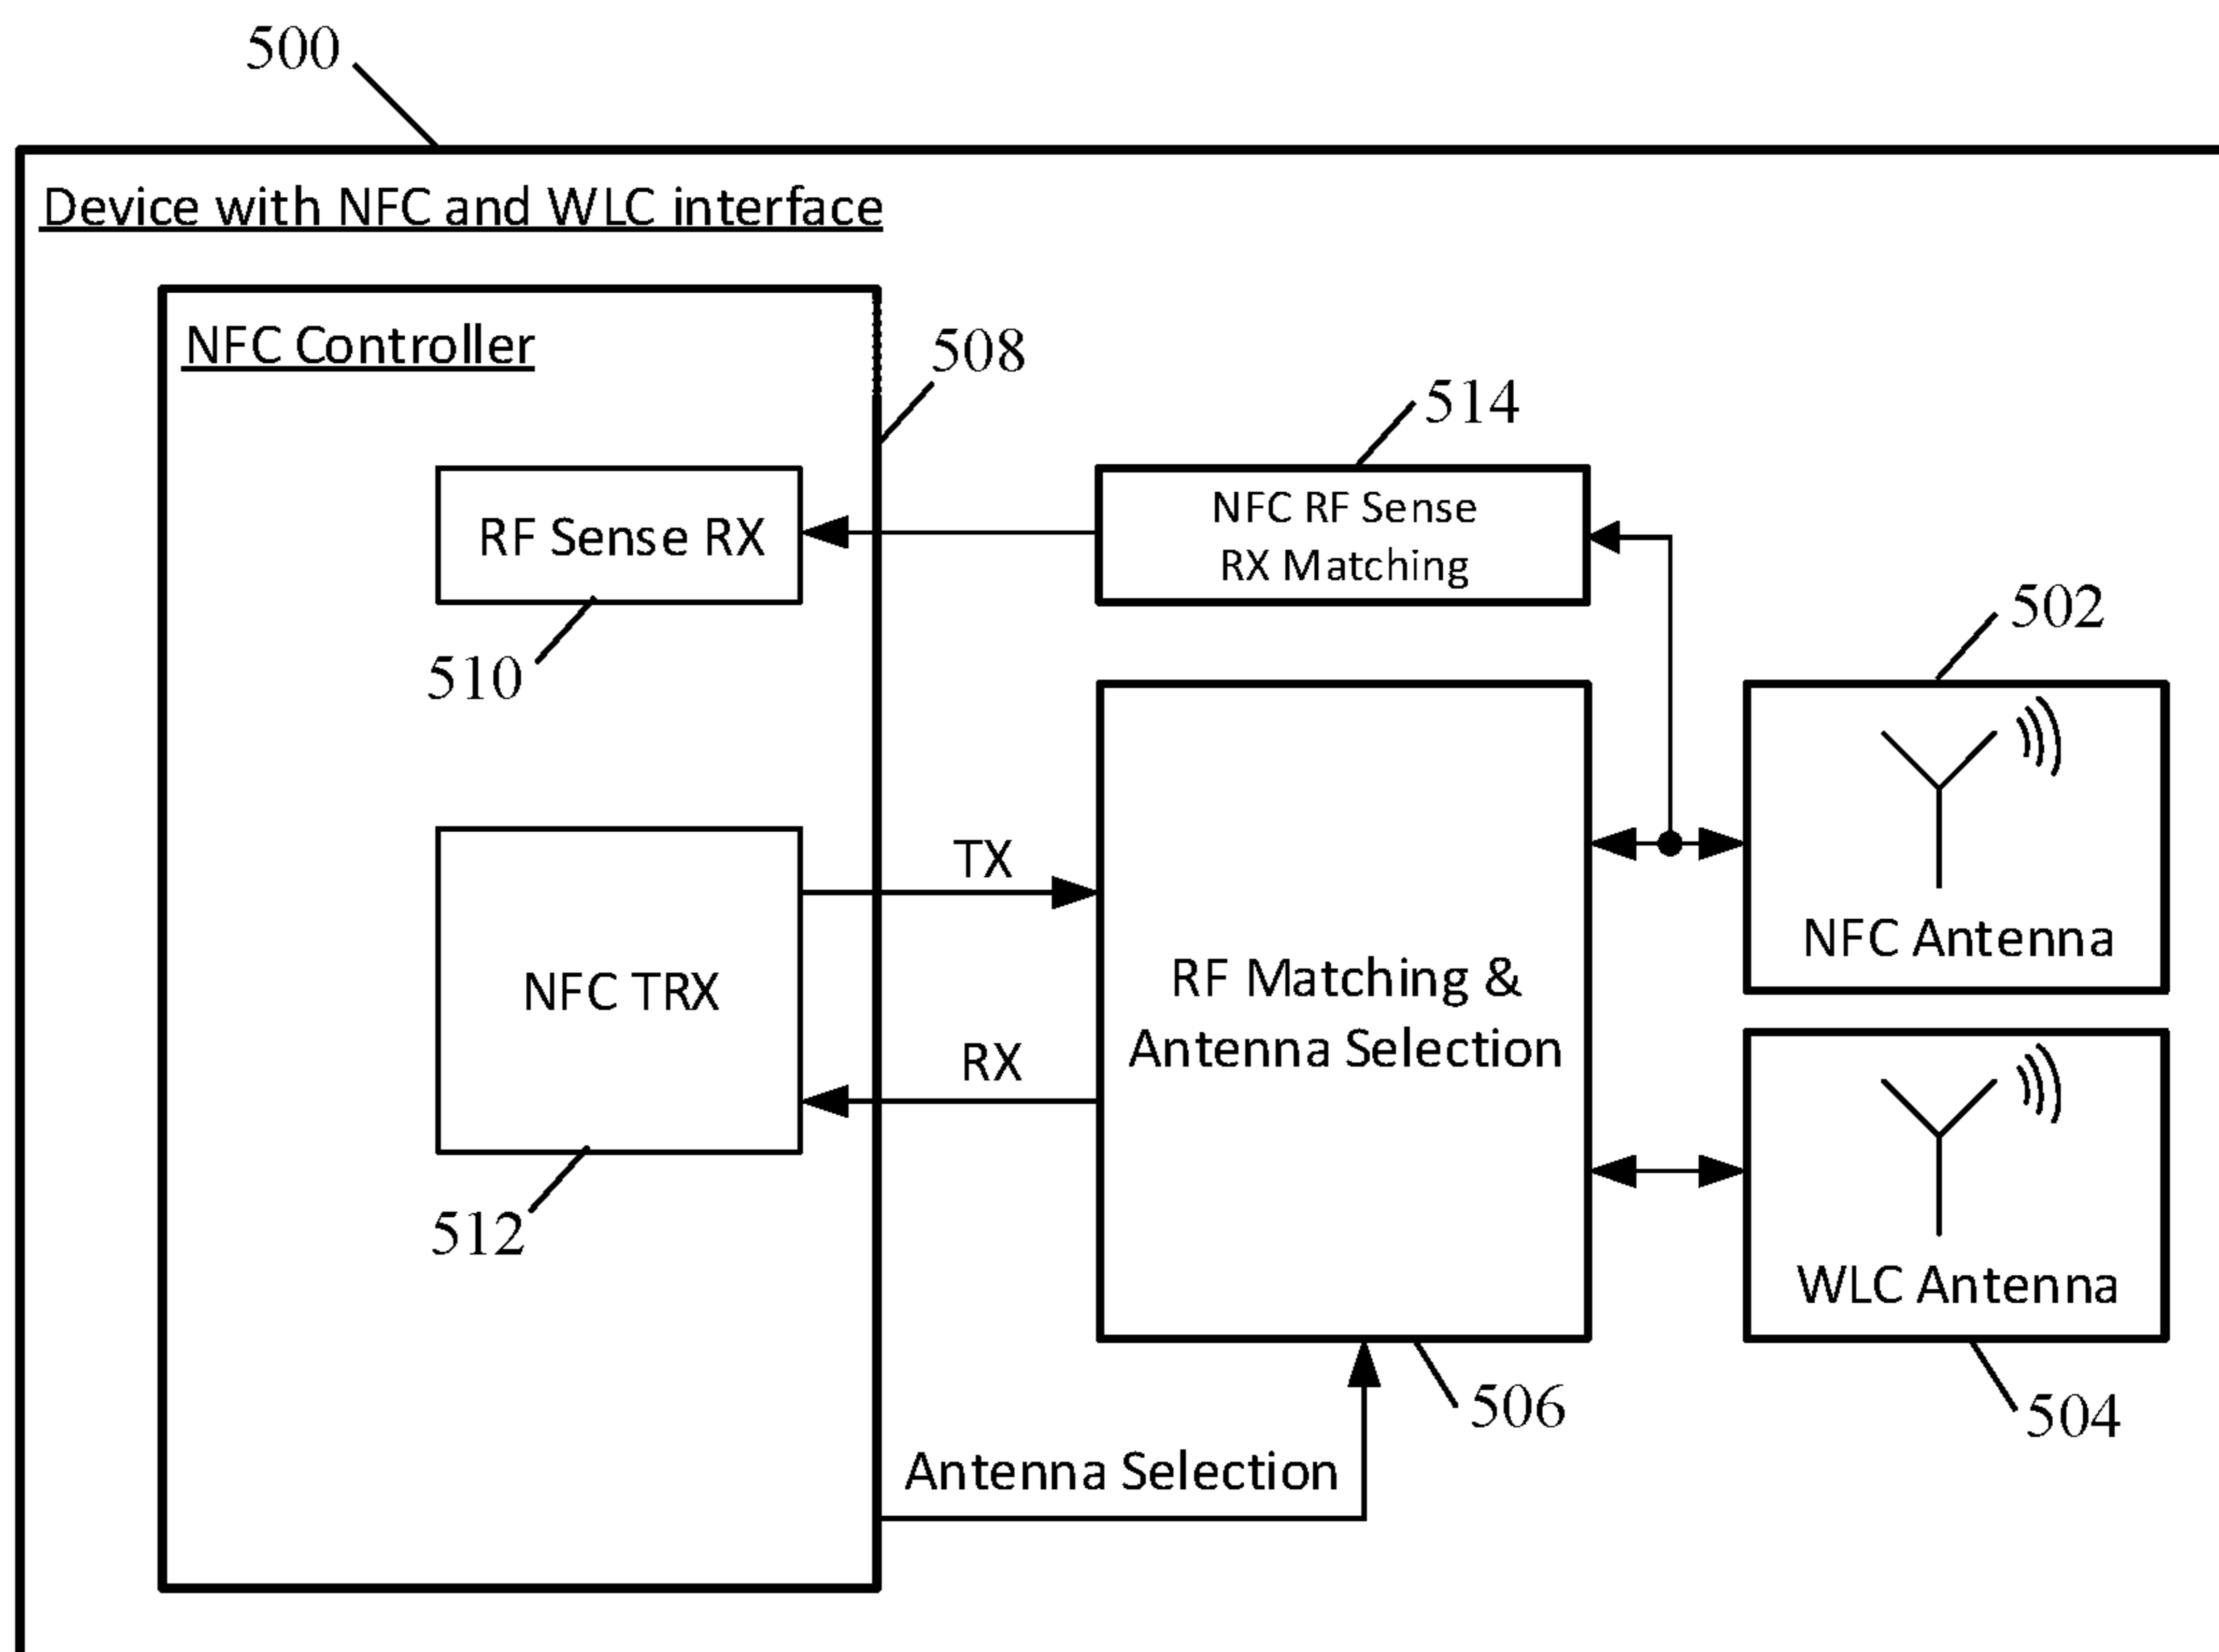 500
Device with NFC and WLC interface
NFC Controller
508
514
RF Sense RX
NFC RF Sense
RX Matching
510
502
TX
NFC TRX
RF Matching &
Antenna Selection
NFC Antenna
RX
512
WLC Antenna
506
504
Antenna Selection